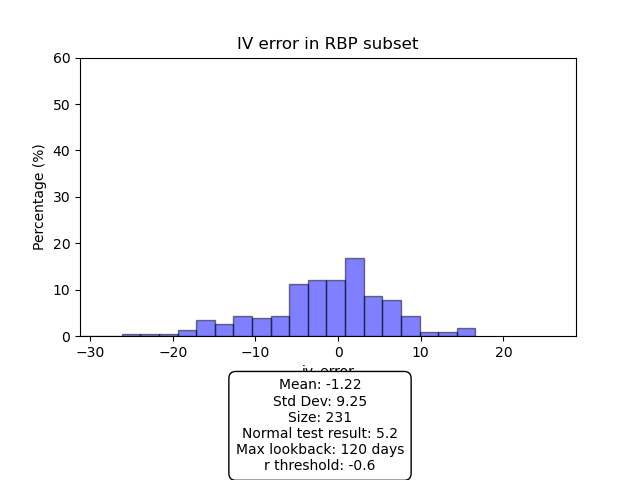 IV error in RBP subset
60
50
40
30
20
10
0
Percentage (%)
−30
−20
−10
0
10
20
iv_error
Mean: -1.22
Std Dev: 9.25
Size: 231
Normal test result: 5.2
Max lookback: 120 days
r threshold: -0.6